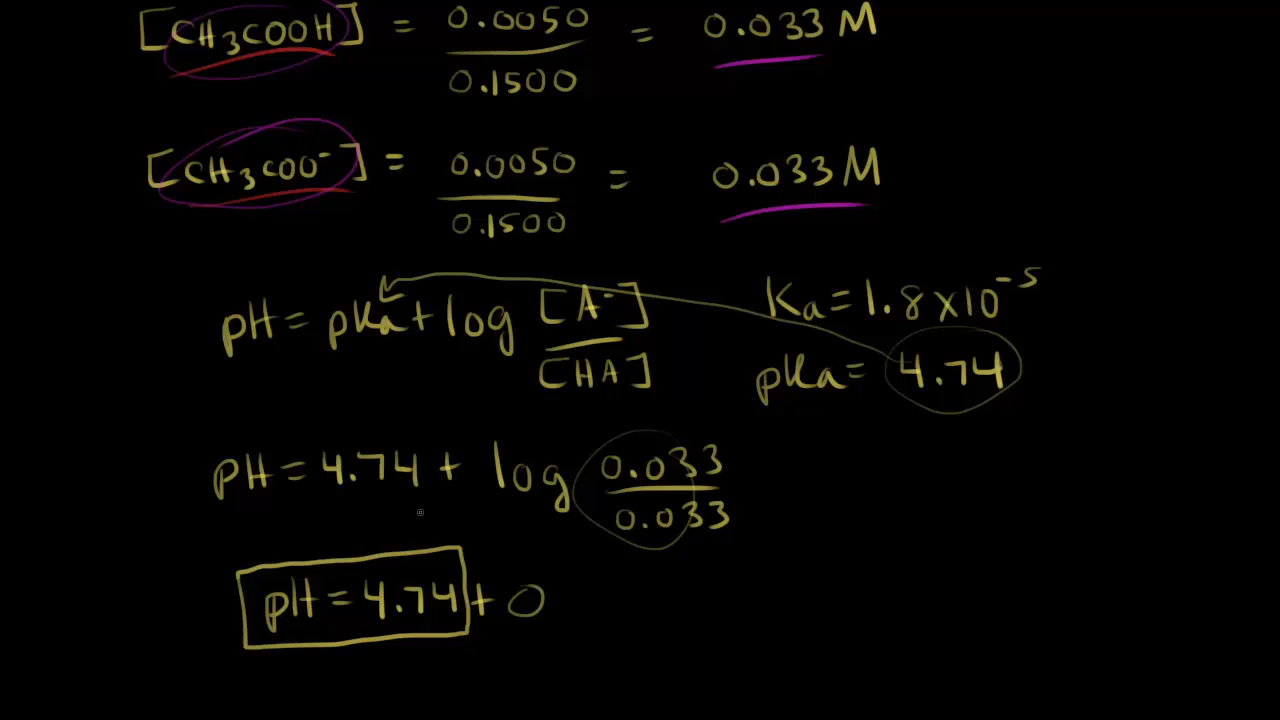 [CH₃COOH] = 0.0050/0.1500 = 0.033 M
[CH₃COO⁻] = 0.0050/0.1500 = 0.033 M
pH = pKa + log [A⁻]/[HA]
Ka = 1.8 x 10⁻⁵
pKa = 4.74
pH = 4.74 + log 0.033/0.033
pH = 4.74 + 0